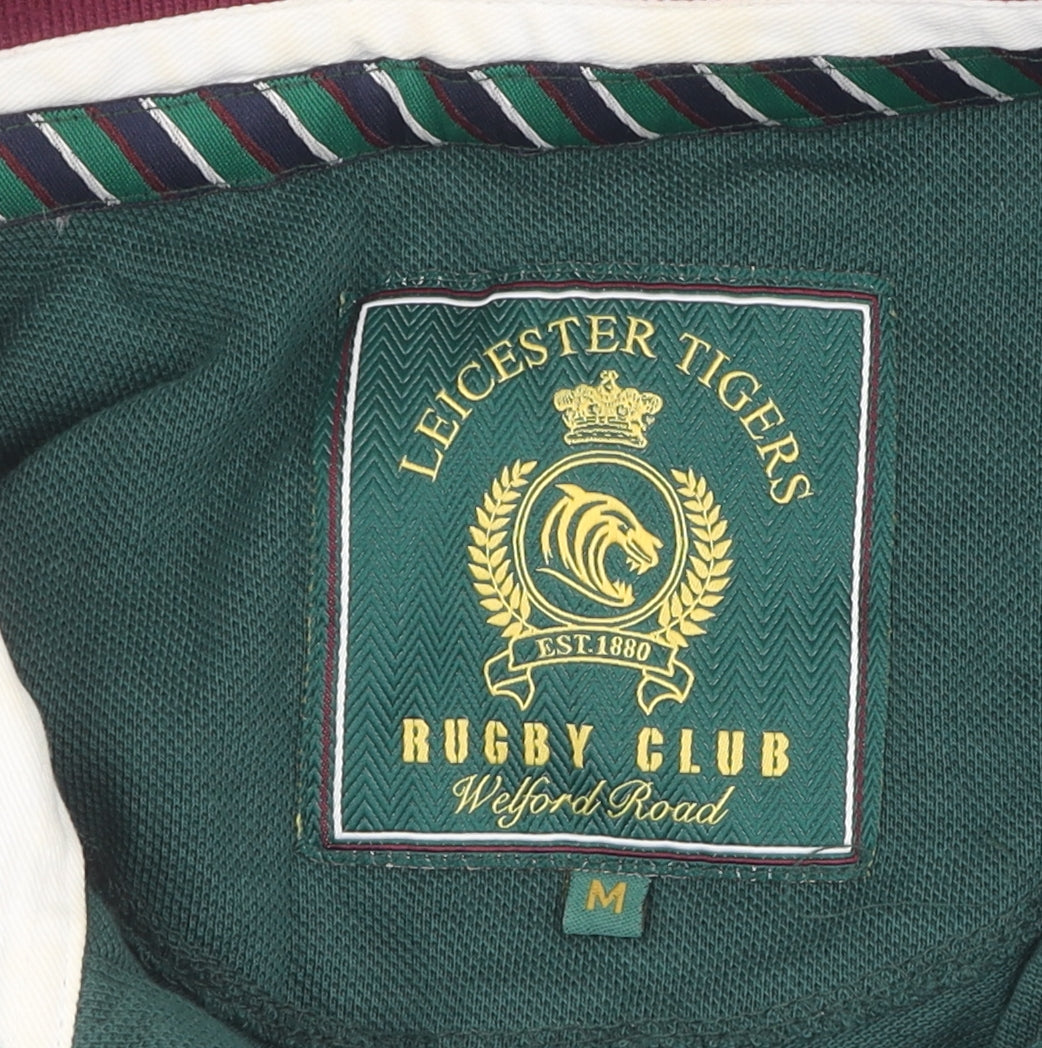 LEICESTER TIGERS
EST.1880
RUGBY CLUB
Welford Road
M